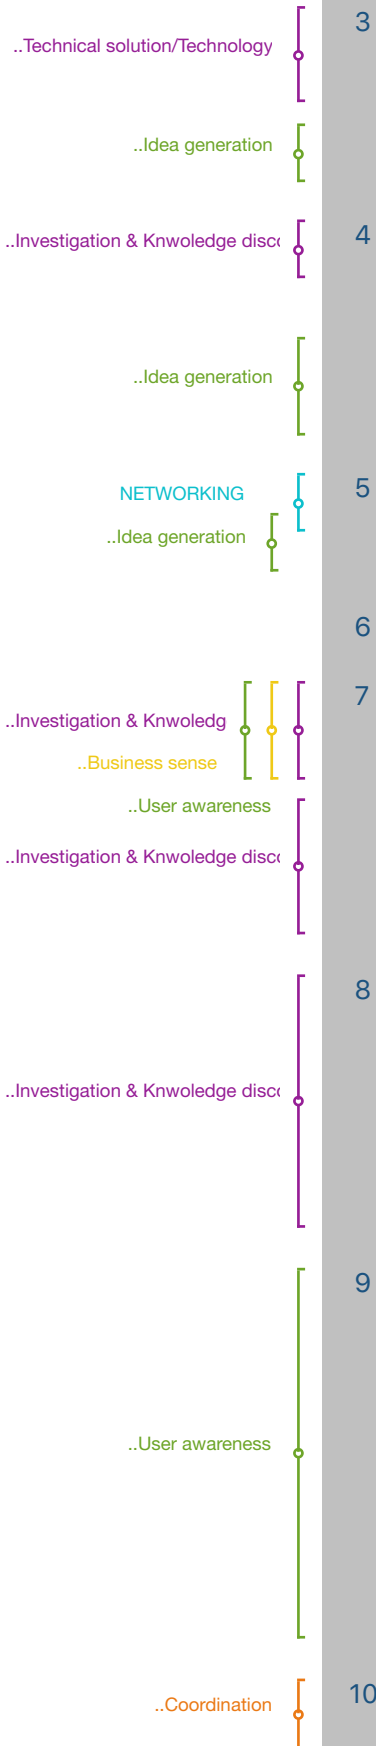 3
..Technical solution/Technology
..Idea generation
4
..Investigation & Knwoledge disc
..Idea generation
5
NETWORKING
..Idea generation
6
7
..Investigation & Knwoledg
..Business sense
..User awareness
..Investigation & Knwoledge disc
8
..Investigation & Knwoledge disc
9
..User awareness
10
..Coordination